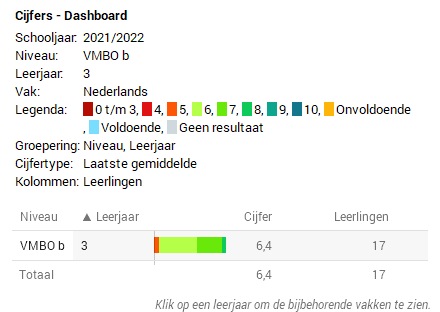 Cijfers - Dashboard
Schooljaar: 2021/2022
Niveau: VMBO b
Leerjaar: 3
Vak: Nederlands
Legenda: 0 t/m 3, 4, 5, 6, 7, 8, 9, 10, Onvoldoende
, Voldoende, Geen resultaat
Groepering: Niveau, Leerjaar
Cijfertype: Laatste gemiddelde
Kolommen: Leerlingen
Niveau ▲ Leerjaar Cijfer Leerlingen
VMBO b 3 6,4 17
Totaal 6,4 17
Klik op een leerjaar om de bijbehorende vakken te zien.